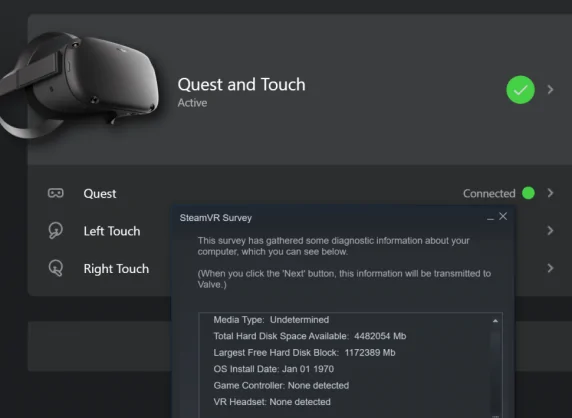 Quest and Touch
Active
Quest
Connected
Left Touch
Right Touch
SteamVR Survey
This survey has gathered some diagnostic information about your
computer, which you can see below.
(When you click the 'Next' button, this information will be transmitted to
Valve.)
Media Type: Undetermined
Total Hard Disk Space Available: 4482054 Mb
Largest Free Hard Disk Block: 1172389 Mb
OS Install Date: Jan 01 1970
Game Controller: None detected
VR Headset: None detected